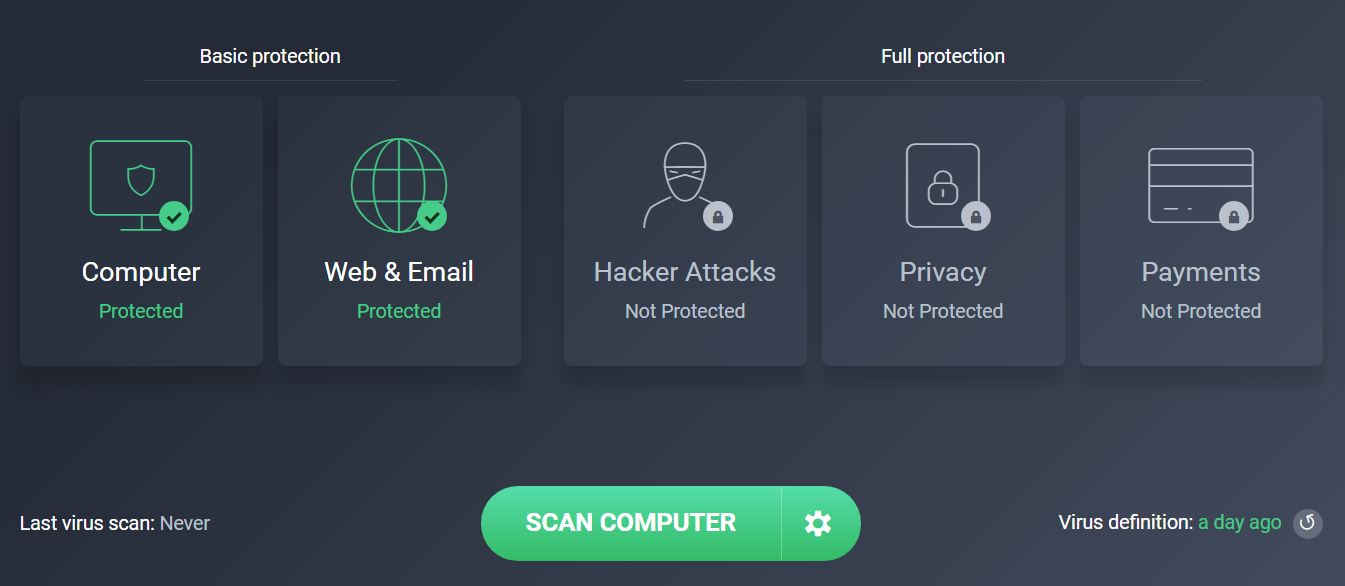 Basic protection
Full protection
Computer
Protected
Web & Email
Protected
Hacker Attacks
Not Protected
Privacy
Not Protected
Payments
Not Protected
Last virus scan: Never
SCAN COMPUTER
Virus definition: a day ago